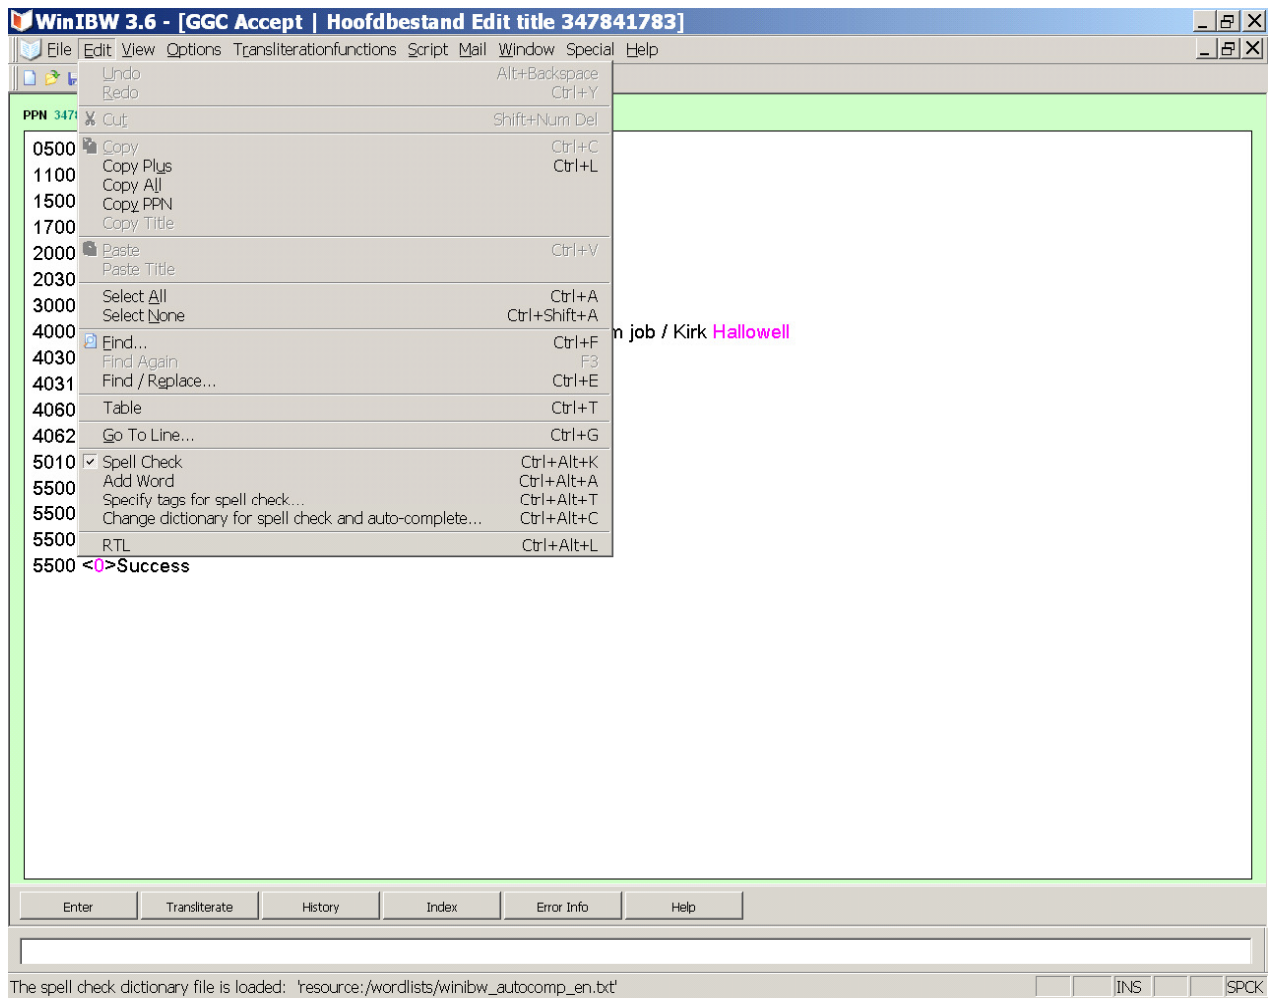 WinIBW 3.6 - [GGC Accept | Hoofdbestand Edit title 347841783]
File Edit View Options Transliterationfunctions Script Mail Window Special Help
Undo Alt+Backspace
Redo Ctrl+Y
PPN 3478
Cut Shift+Num Del
0500
Copy Ctrl+C
Copy Plus Ctrl+L
1100
Copy All
1500
Copy PPN
1700
Copy Title
2000
Paste Ctrl+V
Paste Title
2030
Select All Ctrl+A
3000
Select None Ctrl+Shift+A
4000 m job / Kirk Hallowell
Find... Ctrl+F
4030
Find Again F3
4031
Find / Replace... Ctrl+E
4060
Table Ctrl+T
4062
Go To Line... Ctrl+G
5010
Spell Check Ctrl+Alt+K
Add Word Ctrl+Alt+A
5500
Specify tags for spell check... Ctrl+Alt+T
5500
Change dictionary for spell check and auto-complete... Ctrl+Alt+C
5500
RTL Ctrl+Alt+L
5500 <0>Success
Enter Transliterate History Index Error Info Help
The spell check dictionary file is loaded: 'resource:/wordlists/winibw_autocomp_en.txt' INS SPCK